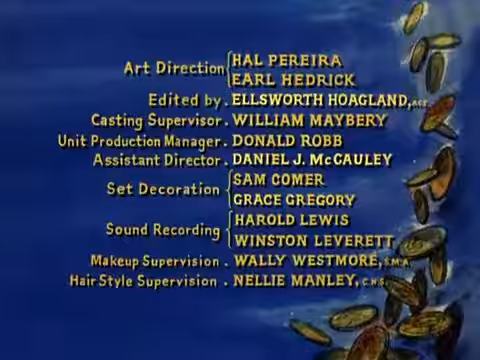 Art Direction { HAL PEREIRA
EARL HEDRICK
Edited by . ELLSWORTH HOAGLAND, A.C.E.
Casting Supervisor . WILLIAM MAYBERY
Unit Production Manager . DONALD ROBB
Assistant Director . DANIEL J. McCAULEY
Set Decoration { SAM COMER
GRACE GREGORY
Sound Recording { HAROLD LEWIS
WINSTON LEVERETT
Makeup Supervision . WALLY WESTMORE, S.M.A.
Hair Style Supervision . NELLIE MANLEY, C.H.S.